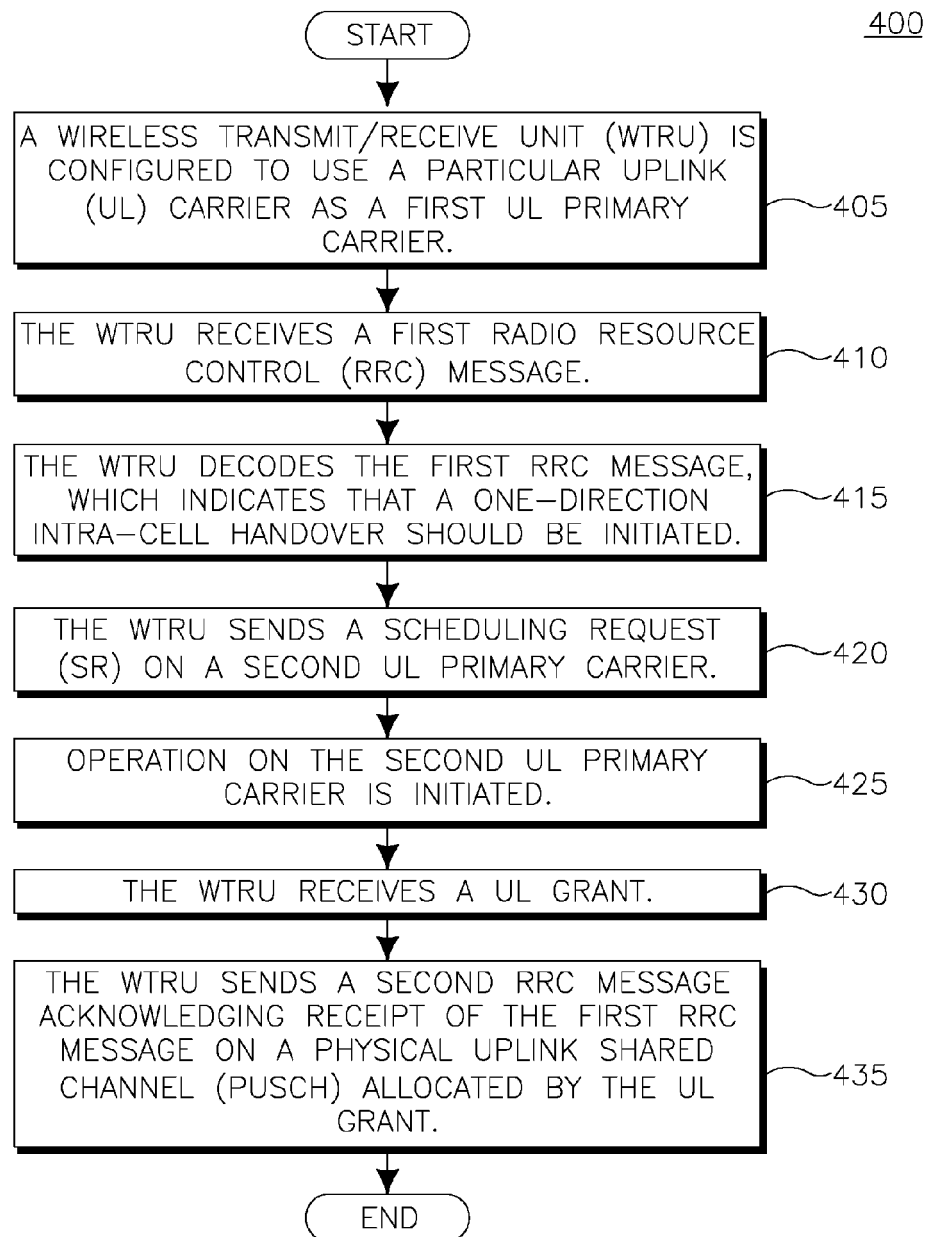 400
START
A WIRELESS TRANSMIT/RECEIVE UNIT (WTRU) IS
CONFIGURED TO USE A PARTICULAR UPLINK
(UL) CARRIER AS A FIRST UL PRIMARY
CARRIER.
405
THE WTRU RECEIVES A FIRST RADIO RESOURCE
CONTROL (RRC) MESSAGE.
410
THE WTRU DECODES THE FIRST RRC MESSAGE,
WHICH INDICATES THAT A ONE-DIRECTION
INTRA-CELL HANDOVER SHOULD BE INITIATED.
415
THE WTRU SENDS A SCHEDULING REQUEST
(SR) ON A SECOND UL PRIMARY CARRIER.
420
OPERATION ON THE SECOND UL PRIMARY
CARRIER IS INITIATED.
425
THE WTRU RECEIVES A UL GRANT.
430
THE WTRU SENDS A SECOND RRC MESSAGE
ACKNOWLEDGING RECEIPT OF THE FIRST RRC
MESSAGE ON A PHYSICAL UPLINK SHARED
CHANNEL (PUSCH) ALLOCATED BY THE UL
GRANT.
435
END